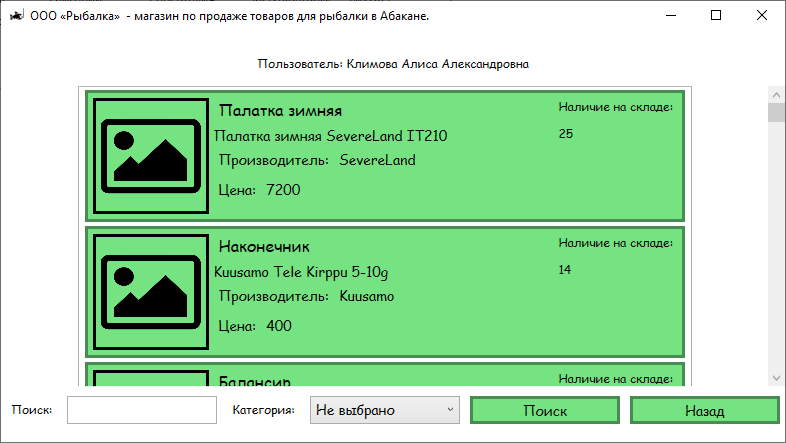 ООО «Рыбалка» - магазин по продаже товаров для рыбалки в Абакане.
Пользователь: Климова Алиса Александровна
Палатка зимняя
Наличие на складе:
Палатка зимняя SevereLand IT210
25
Производитель: SevereLand
Цена: 7200
Наконечник
Наличие на складе:
Kuusamo Tele Kirppu 5-10g
14
Производитель: Kuusamo
Цена: 400
Балансир
Наличие на складе:
Поиск:
Категория:
Не выбрано
Поиск
Назад